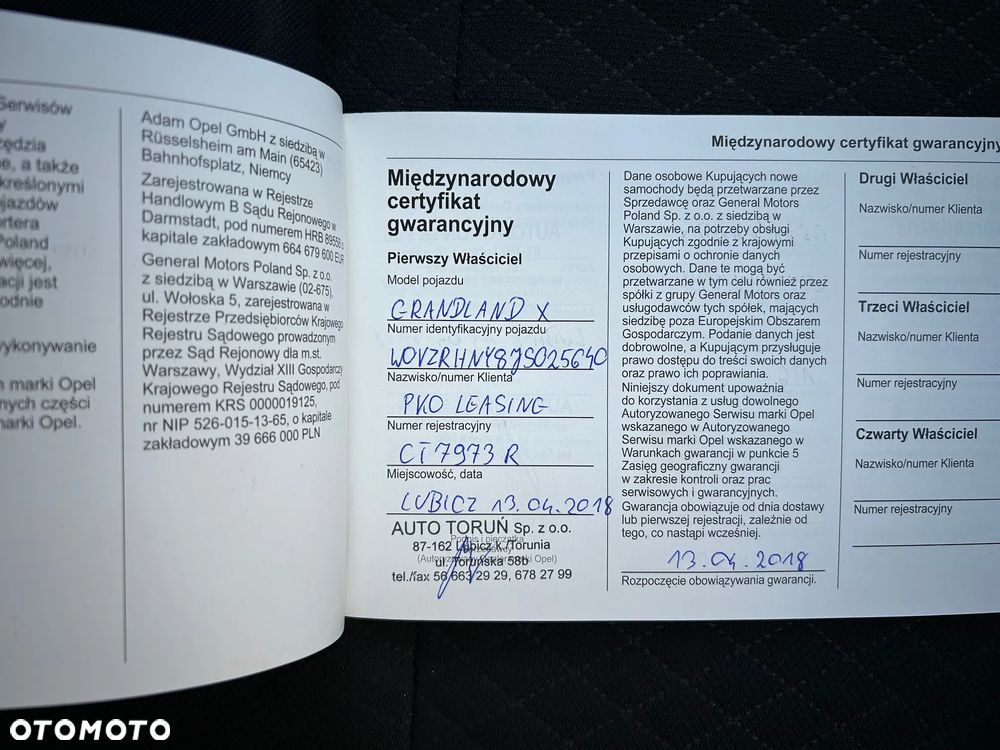 Serwisów
y
zędzia
ne, a także
kreślonymi
ojazdów
ortera
Poland
więcej,
acji jest
odnie
wykonywanie
h marki Opel
nych części
marki Opel.
Adam Opel GmbH z siedzibą w
Rüsselsheim am Main (65423)
Bahnhofsplatz, Niemcy
Zarejestrowana w Rejestrze
Handlowym B Sądu Rejonowego w
Darmstadt, pod numerem HRB 89558 o
kapitale zakładowym 664 679 600 EUR
General Motors Poland Sp. z o.o.
z siedzibą w Warszawie (02-675),
ul. Wołoska 5, zarejestrowana w
Rejestrze Przedsiębiorców Krajowego
Rejestru Sądowego prowadzonym
przez Sąd Rejonowy dla m.st.
Warszawy, Wydział XIII Gospodarczy
Krajowego Rejestru Sądowego, pod
numerem KRS 0000019125,
nr NIP 526-015-13-65, o kapitale
zakładowym 39 666 000 PLN
Międzynarodowy certyfikat gwarancyjny
Międzynarodowy
certyfikat
gwarancyjny
Pierwszy Właściciel
Model pojazdu
GRANDLAND X
Numer identyfikacyjny pojazdu
W0VZRHNY8JS025640
Nazwisko/numer Klienta
PKO LEASING
Numer rejestracyjny
CT7973R
Miejscowość, data
LUBICZ 13.04.2018
AUTO TORUŃ Sp. z o.o.
Podpis i pieczątka
87-162 Lubicz k./Torunia
(Autoryzowany Dealer marki Opel)
ul. Toruńska 58b
tel./fax 56 663 29 29, 678 27 99
Dane osobowe Kupujących nowe
samochody będą przetwarzane przez
Sprzedawcę oraz General Motors
Poland Sp. z o.o. z siedzibą w
Warszawie, na potrzeby obsługi
Kupujących zgodnie z krajowymi
przepisami o ochronie danych
osobowych. Dane te mogą być
przetwarzane w tym celu również przez
spółki z grupy General Motors oraz
usługodawców tych spółek, mających
siedzibę poza Europejskim Obszarem
Gospodarczym. Podanie danych jest
dobrowolne, a Kupującym przysługuje
prawo dostępu do treści swoich danych
oraz prawo ich poprawiania.
Niniejszy dokument upoważnia
do korzystania z usług dowolnego
Autoryzowanego Serwisu marki Opel
wskazanego w Autoryzowanego
Serwisu marki Opel wskazanego w
Warunkach gwarancji w punkcie 5
Zasięg geograficzny gwarancji
w zakresie kontroli oraz prac
serwisowych i gwarancyjnych.
Gwarancja obowiązuje od dnia dostawy
lub pierwszej rejestracji, zależnie od
tego, co nastąpi wcześniej.
13.04.2018
Rozpoczęcie obowiązywania gwarancji.
Drugi Właściciel
Nazwisko/numer Klienta
Numer rejestracyjny
Trzeci Właściciel
Nazwisko/numer Klienta
Numer rejestracyjny
Czwarty Właściciel
Nazwisko/numer Klienta
Numer rejestracyjny
OTOMOTO